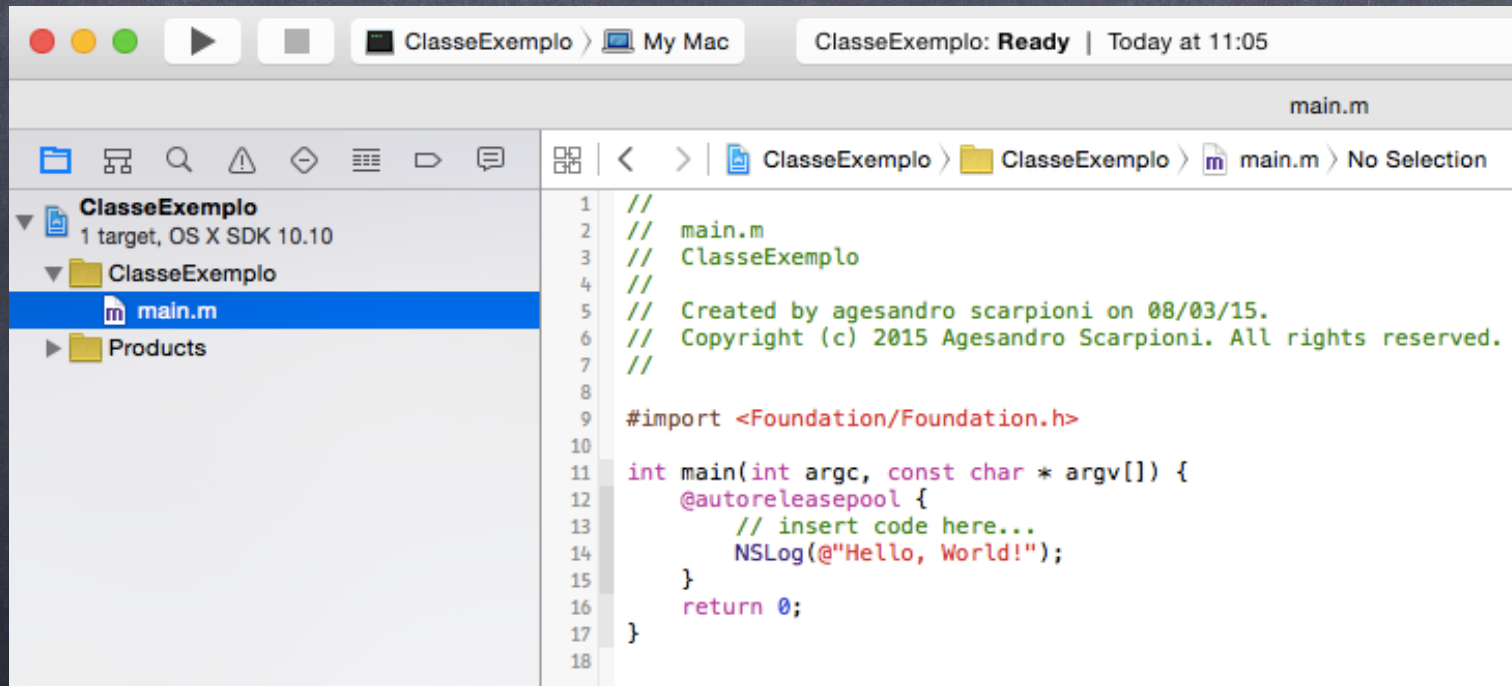 ClasseExemplo My Mac ClasseExemplo: Ready | Today at 11:05
main.m
ClasseExemplo ClasseExemplo m main.m No Selection
ClasseExemplo
1 target, OS X SDK 10.10
ClasseExemplo
m main.m
Products
1 //
2 //  main.m
3 //  ClasseExemplo
4 //
5 //  Created by agesandro scarpioni on 08/03/15.
6 //  Copyright (c) 2015 Agesandro Scarpioni. All rights reserved.
7 //
8
9 #import <Foundation/Foundation.h>
10
11 int main(int argc, const char * argv[]) {
12     @autoreleasepool {
13         // insert code here...
14         NSLog(@"Hello, World!");
15     }
16     return 0;
17 }
18